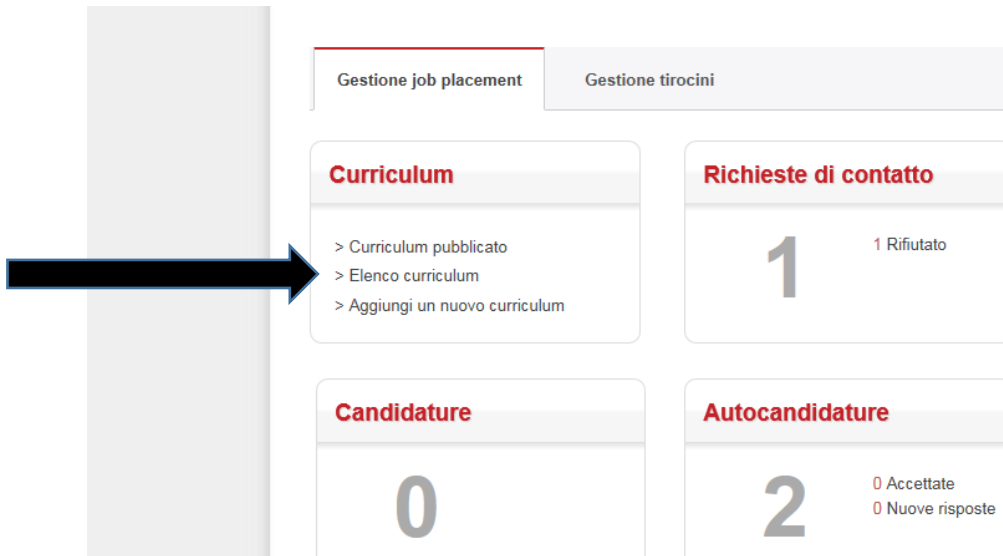 Gestione job placement
Gestione tirocini
Curriculum
> Curriculum pubblicato
> Elenco curriculum
> Aggiungi un nuovo curriculum
Richieste di contatto
1
1 Rifiutato
Candidature
0
Autocandidature
2
0 Accettate
0 Nuove risposte